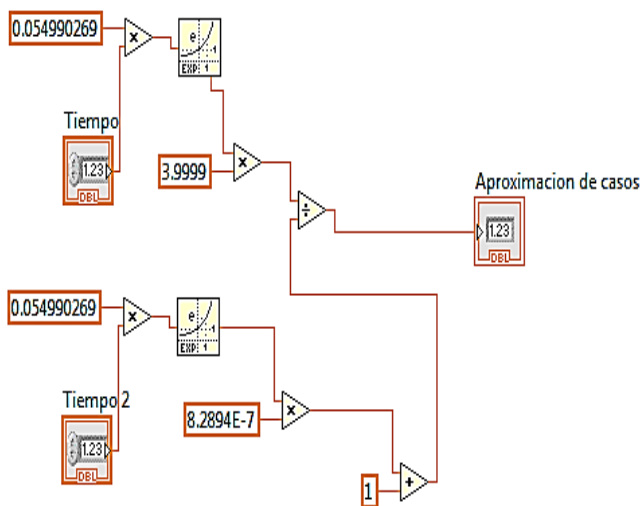 0.054990269
x
e
EXP 1
Tiempo
1.23
DBL
3.9999
x
÷
Aproximacion de casos
1.23
DBL
0.054990269
x
e
EXP 1
Tiempo 2
1.23
DBL
8.2894E-7
x
1
+